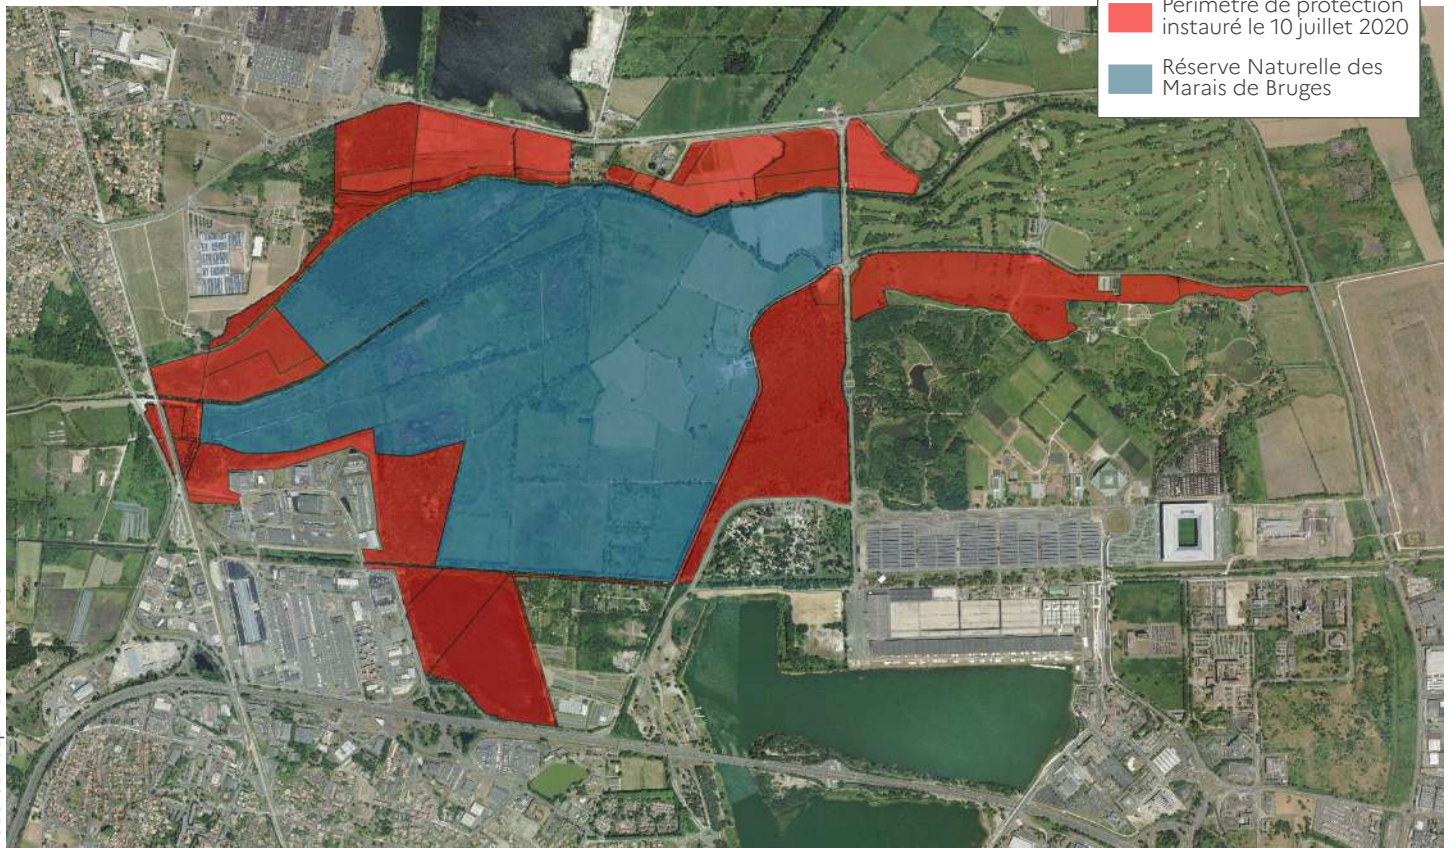 Périmètre de protection
instauré le 10 juillet 2020
Réserve Naturelle des
Marais de Bruges